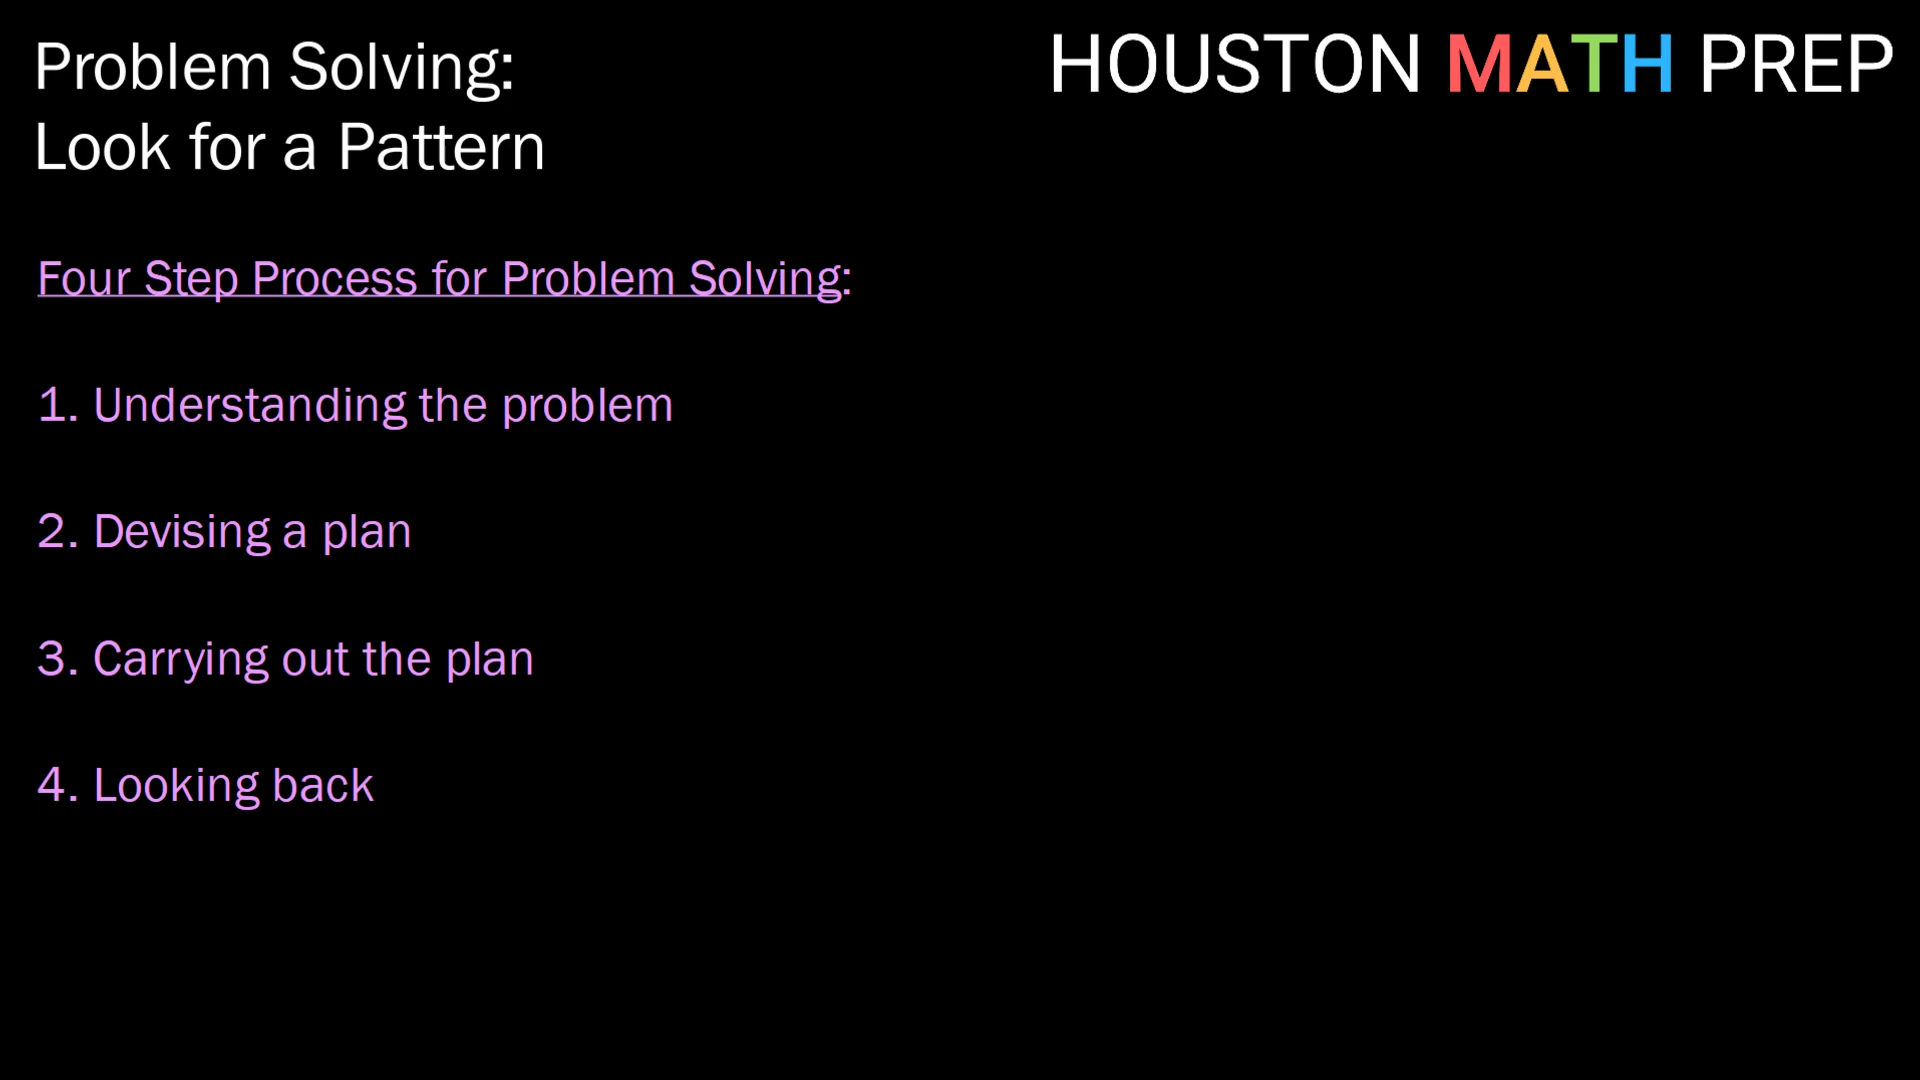 Problem Solving:
Look for a Pattern
HOUSTON MATH PREP
Four Step Process for Problem Solving:
1. Understanding the problem
2. Devising a plan
3. Carrying out the plan
4. Looking back